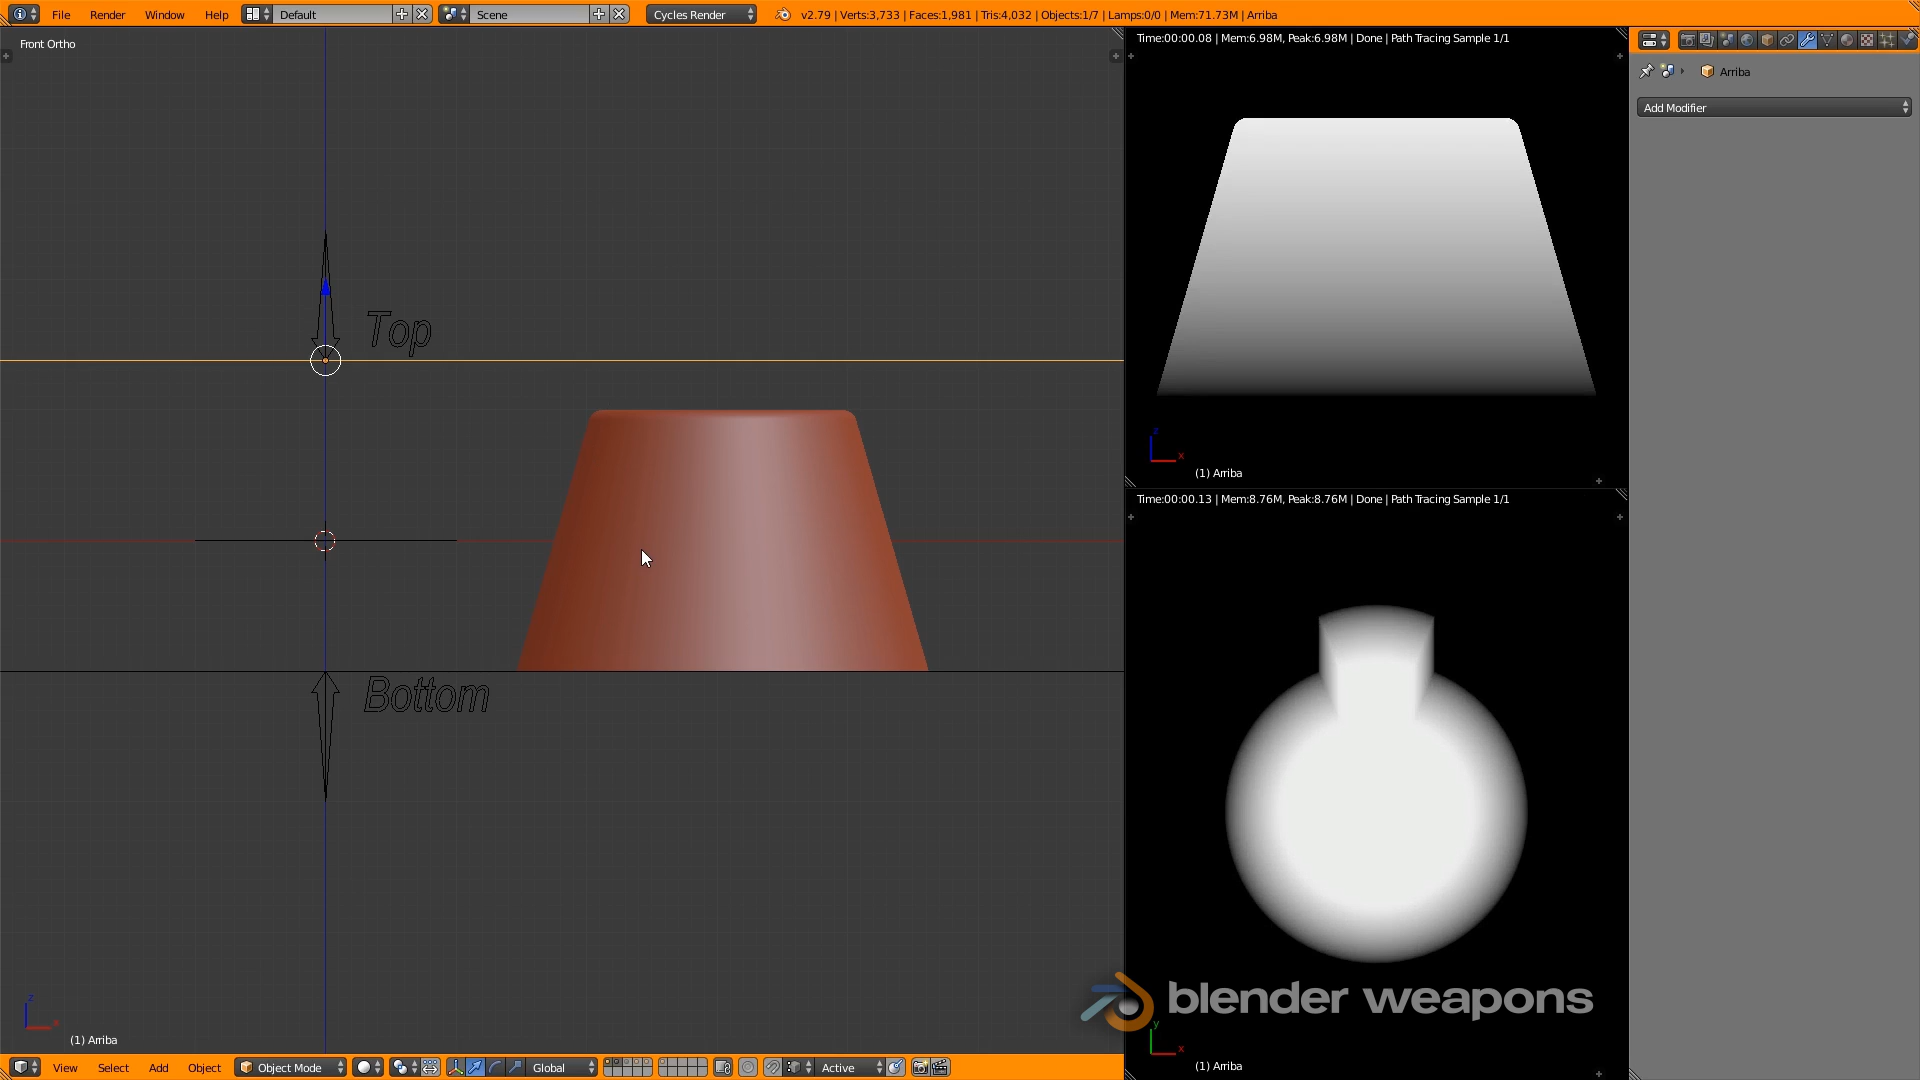 File Render Window Help Default Scene Cycles Render v2.79 | Verts:3,733 | Faces:1,981 | Tris:4,032 | Objects:1/7 | Lamps:0/0 | Mem:71.73M | Arriba
Front Ortho
Time:00:00.08 | Mem:6.98M, Peak:6.98M | Done | Path Tracing Sample 1/1
Arriba
Add Modifier
Top
z
x
(1) Arriba
Time:00:00.13 | Mem:8.76M, Peak:8.76M | Done | Path Tracing Sample 1/1
Bottom
blender weapons
z
x
(1) Arriba
y
x
(1) Arriba
View Select Add Object Object Mode Global Active